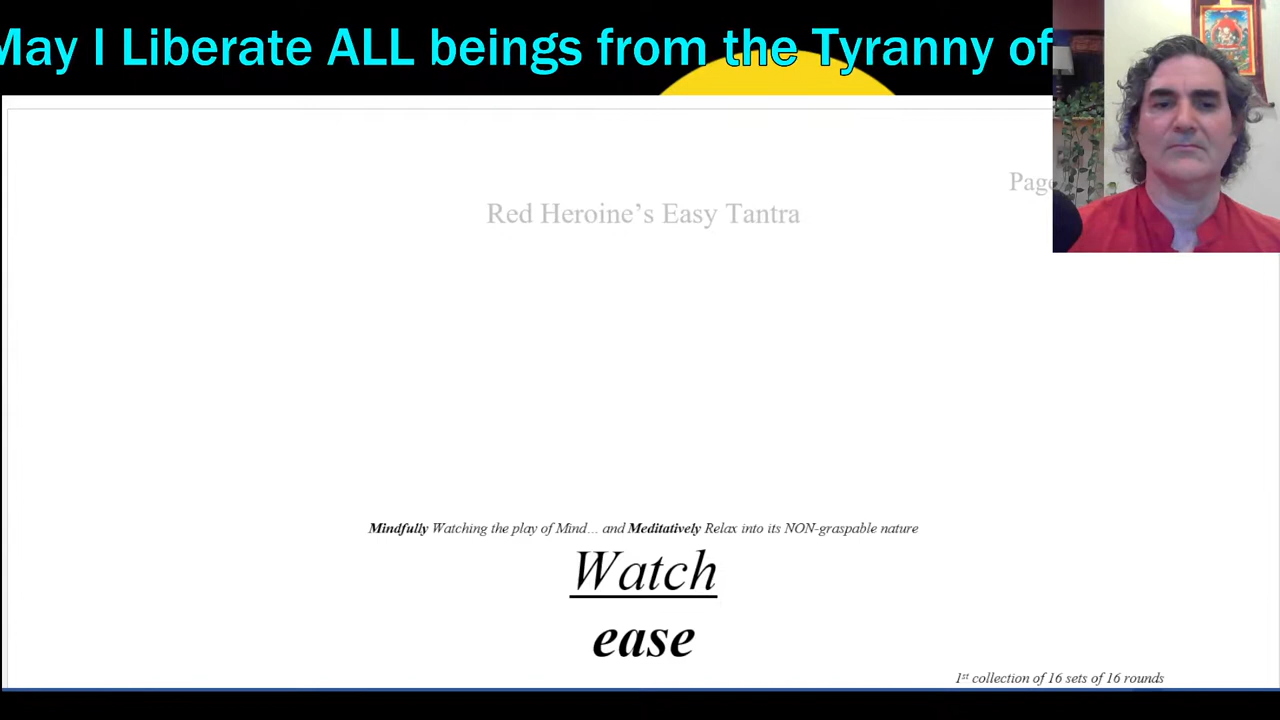 May I Liberate ALL beings from the Tyranny of
Page
Red Heroine’s Easy Tantra
Mindfully Watching the play of Mind… and Meditatively Relax into its NON-graspable nature
Watch
ease
1st collection of 16 sets of 16 rounds